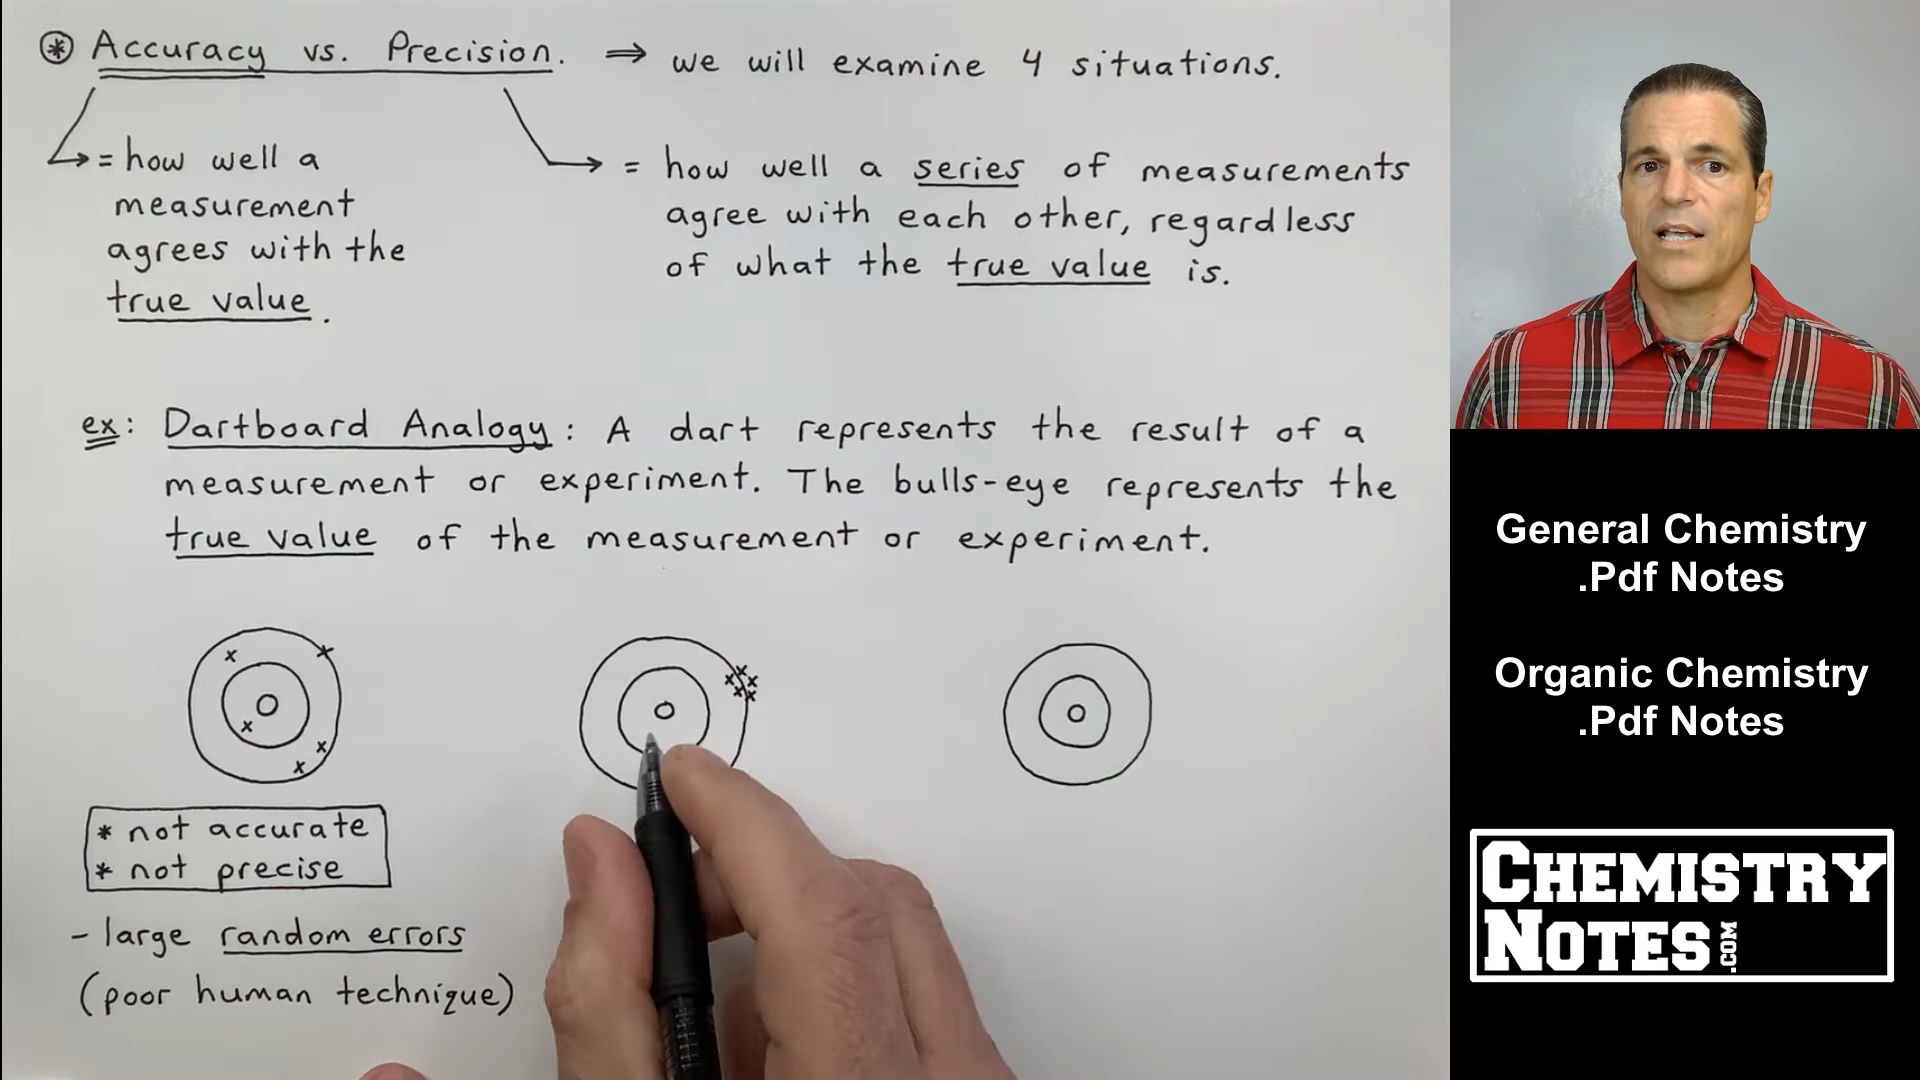 * Accuracy vs. Precision. ⇒ we will examine 4 situations.
= how well a
measurement
agrees with the
true value.
= how well a series of measurements
agree with each other, regardless
of what the true value is.
ex: Dartboard Analogy: A dart represents the result of a
measurement or experiment. The bulls-eye represents the
true value of the measurement or experiment.
* not accurate
* not precise
- large random errors
(poor human technique)
General Chemistry
.Pdf Notes
Organic Chemistry
.Pdf Notes
CHEMISTRY
NOTES.COM